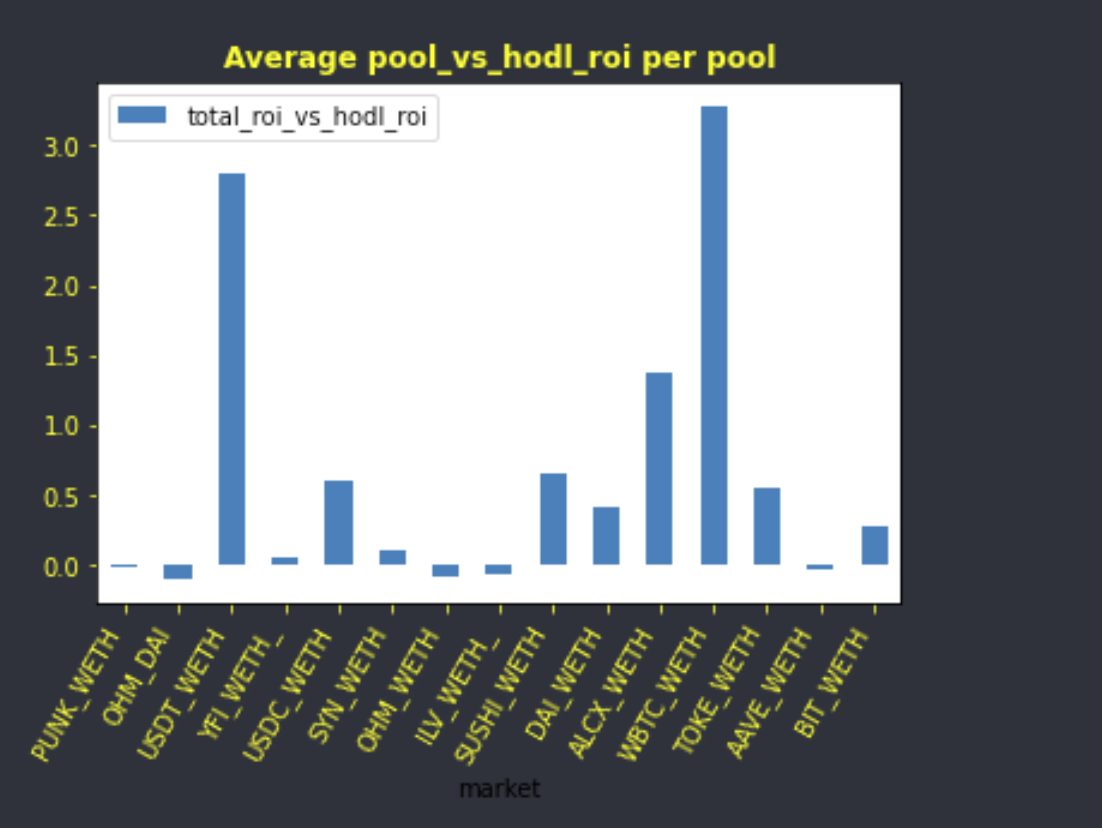 Average pool_vs_hodl_roi per pool
total_roi_vs_hodl_roi
3.0
2.5
2.0
1.5
1.0
0.5
0.0
PUNK_WETH
OHM_DAI
USDT_WETH
YFI_WETH_
USDC_WETH
SYN_WETH
OHM_WETH
ILV_WETH_
SUSHI_WETH
DAI_WETH
ALCX_WETH
WBTC_WETH
TOKE_WETH
AAVE_WETH
BIT_WETH
market